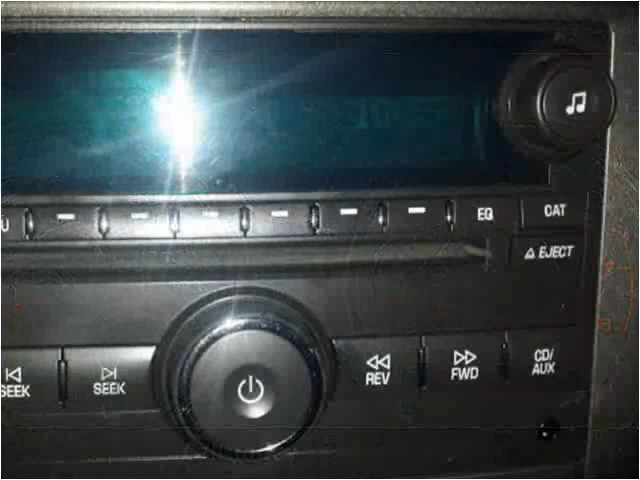 U EQ CAT
EJECT
SEEK SEEK REV FWD CD/
AUX